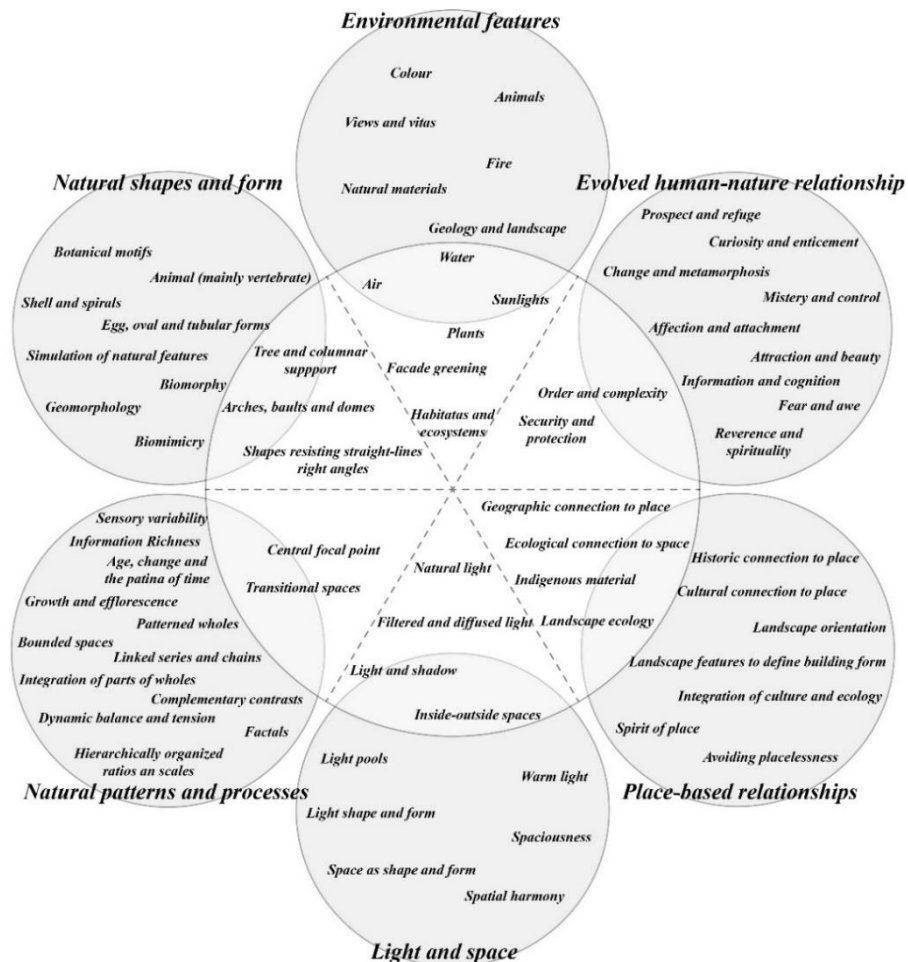 Environmental features
Colour
Animals
Views and vitas
Fire
Natural materials
Geology and landscape
Water
Air
Sunlights
Plants
Facade greening
Habitatas and
ecosystems
Natural shapes and form
Botanical motifs
Animal (mainly vertebrate)
Shell and spirals
Egg, oval and tubular forms
Simulation of natural features
Tree and columnar
suppport
Biomorphy
Geomorphology
Arches, baults and domes
Biomimicry
Shapes resisting straight-lines
right angles
Evolved human-nature relationship
Prospect and refuge
Curiosity and enticement
Change and metamorphosis
Mistery and control
Affection and attachment
Attraction and beauty
Information and cognition
Order and complexity
Fear and awe
Security and
protection
Reverence and
spirituality
Sensory variability
Information Richness
Age, change and
the patina of time
Central focal point
Transitional spaces
Growth and efflorescence
Patterned wholes
Bounded spaces
Linked series and chains
Integration of parts of wholes
Complementary contrasts
Dynamic balance and tension
Factals
Hierarchically organized
ratios an scales
Natural patterns and processes
Geographic connection to place
Ecological connection to space
Historic connection to place
Indigenous material
Cultural connection to place
Landscape ecology
Landscape orientation
Landscape features to define building form
Integration of culture and ecology
Spirit of place
Avoiding placelessness
Place-based relationships
Natural light
Filtered and diffused light
Light and shadow
Inside-outside spaces
Light pools
Warm light
Light shape and form
Spaciousness
Space as shape and form
Spatial harmony
Light and space